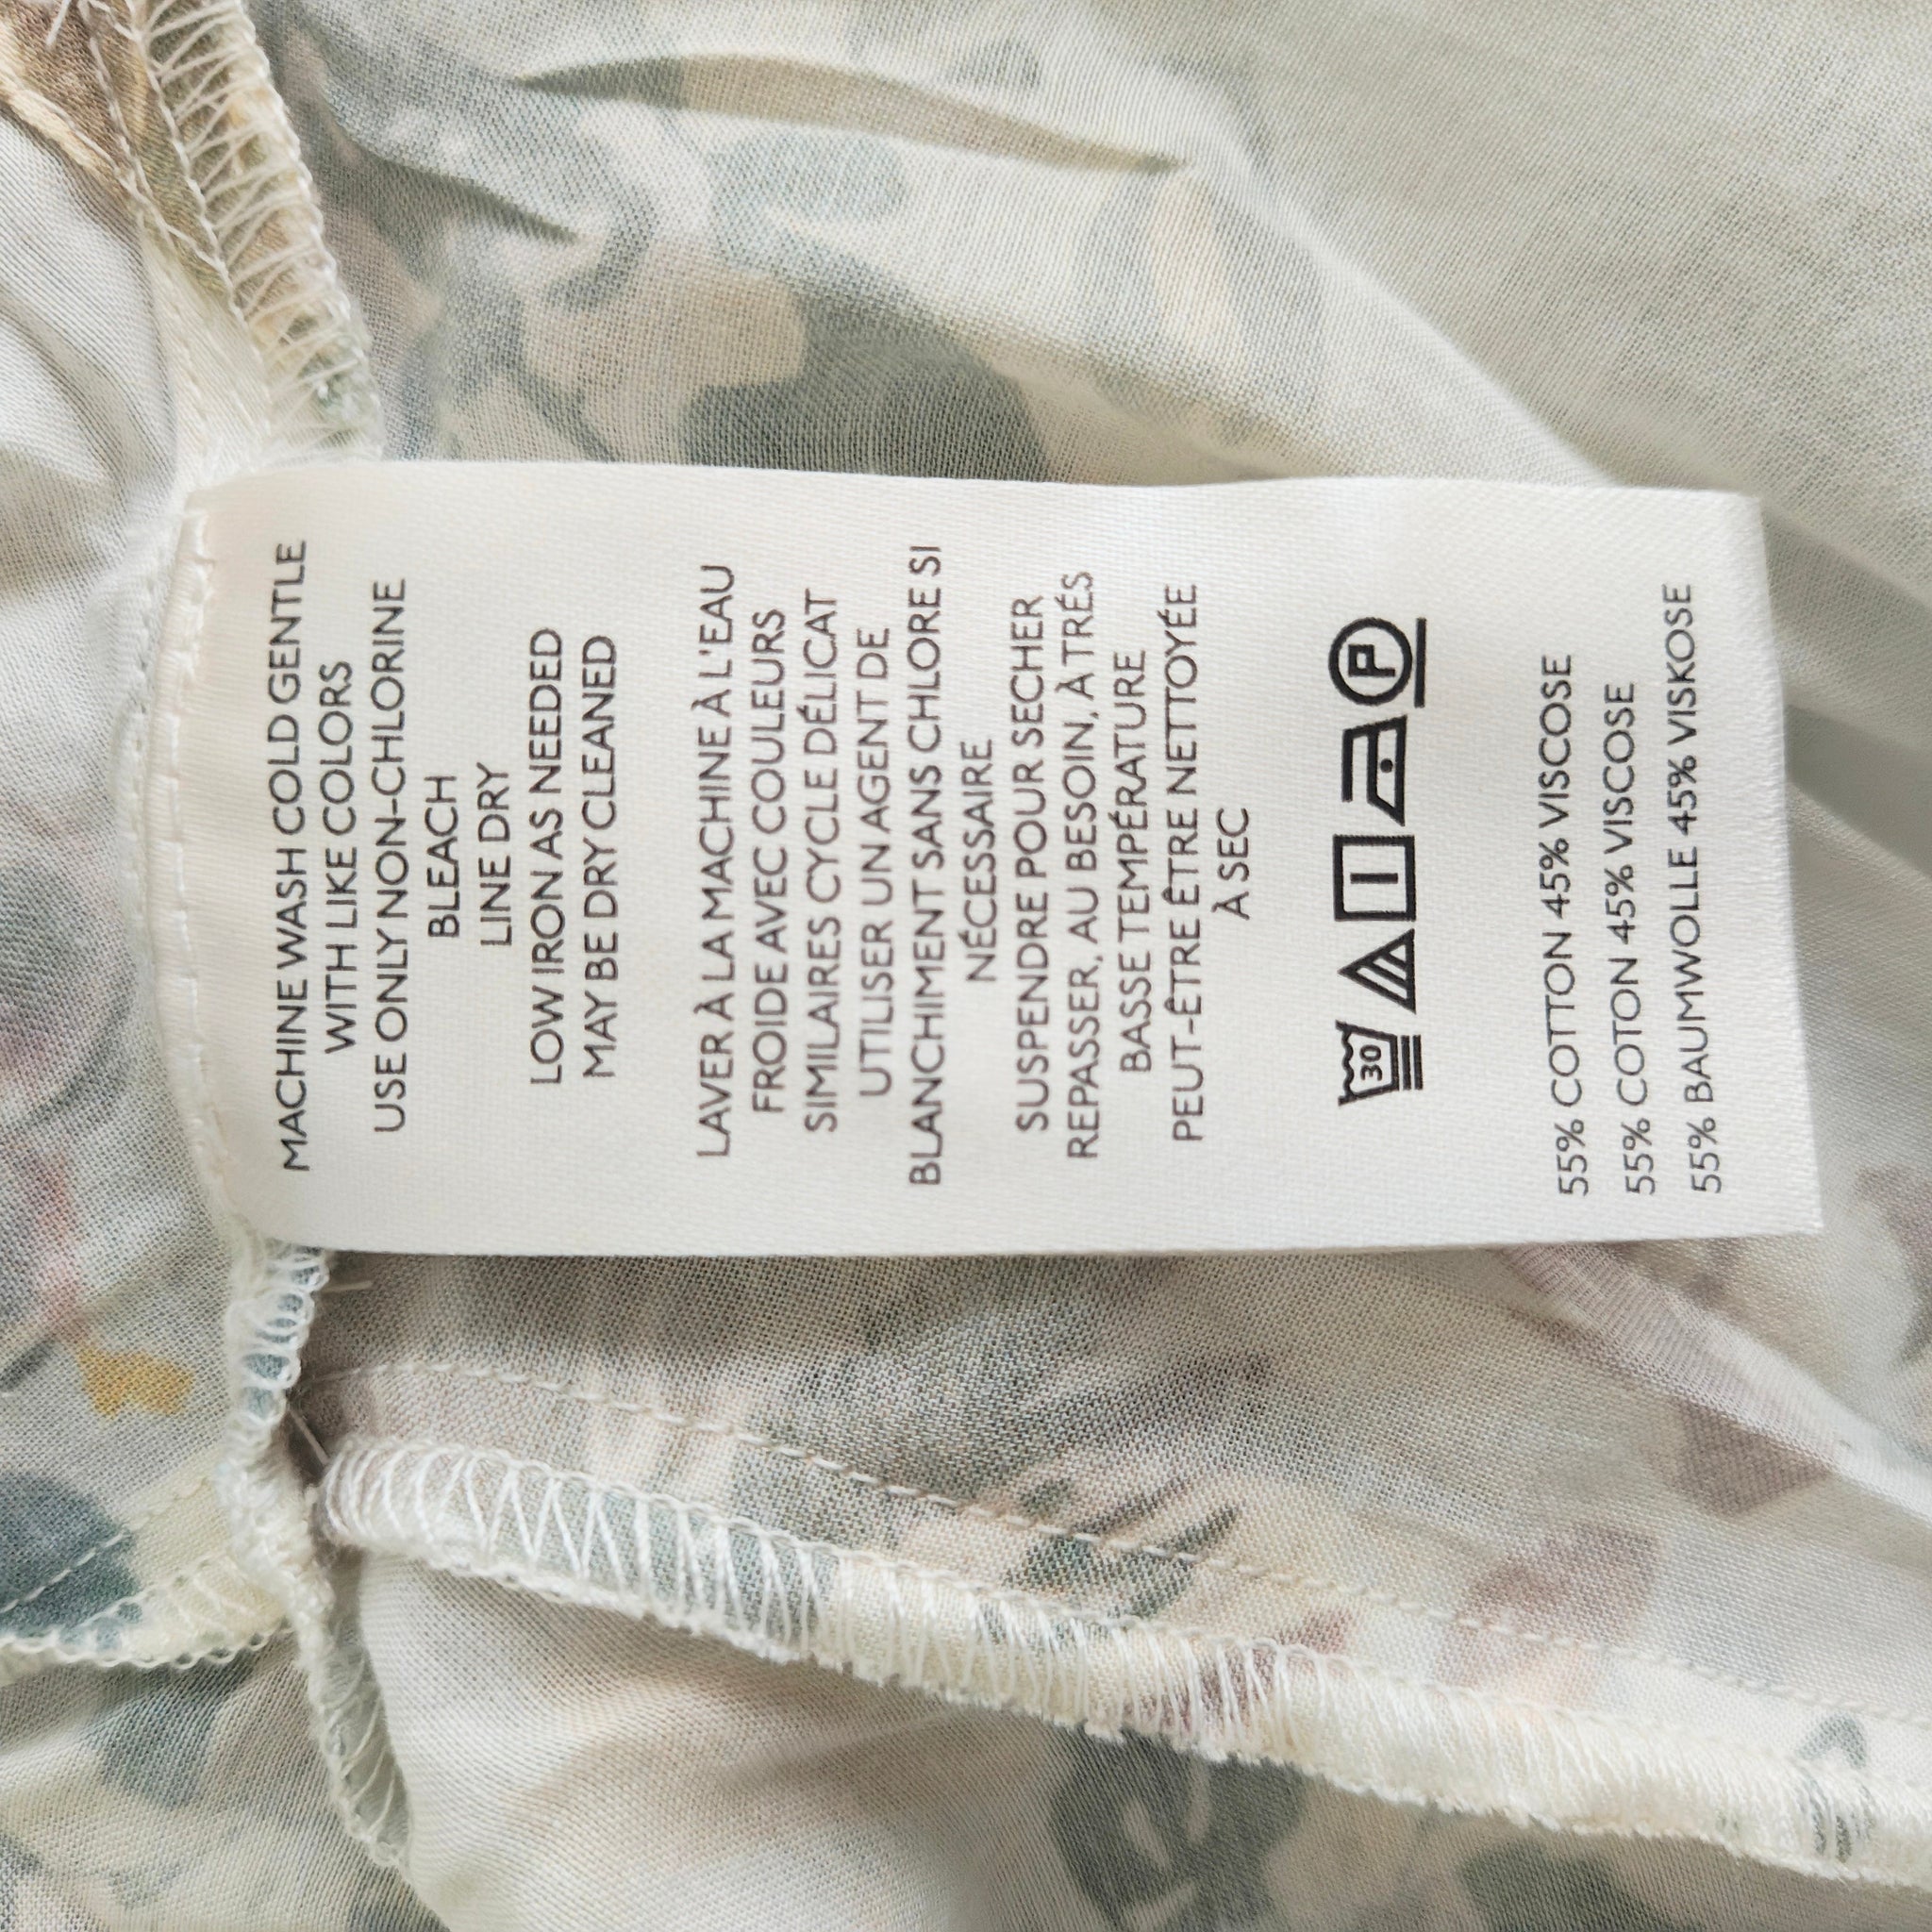 MACHINE WASH COLD GENTLE
WITH LIKE COLORS
USE ONLY NON-CHLORINE
BLEACH
LINE DRY
LOW IRON AS NEEDED
MAY BE DRY CLEANED
LAVER À LA MACHINE À L'EAU
FROIDE AVEC COULEURS
SIMILAIRES CYCLE DÉLICAT
UTILISER UN AGENT DE
BLANCHIMENT SANS CHLORE SI
NÉCESSAIRE
SUSPENDRE POUR SECHER
REPASSER, AU BESOIN, À TRÉS
BASSE TEMPÉRATURE
PEUT-ÊTRE ÊTRE NETTOYÉE
À SEC
30 P
55% COTTON 45% VISCOSE
55% COTON 45% VISCOSE
55% BAUMWOLLE 45% VISKOSE